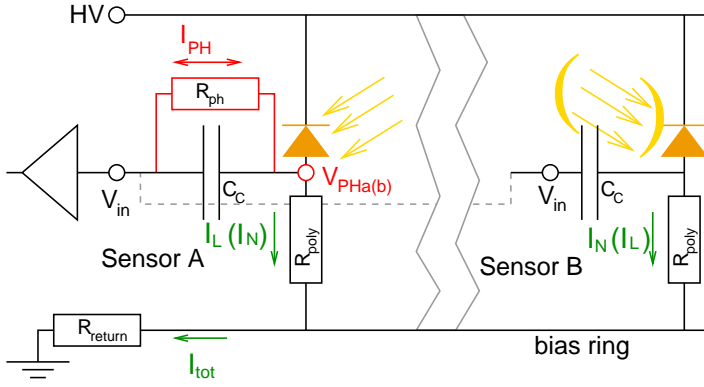 HV
I_PH
R_ph
V_in
C_C
V_PHa(b)
V_in
C_C
I_L (I_N)
R_poly
I_N (I_L)
R_poly
Sensor A
Sensor B
R_return
I_tot
bias ring